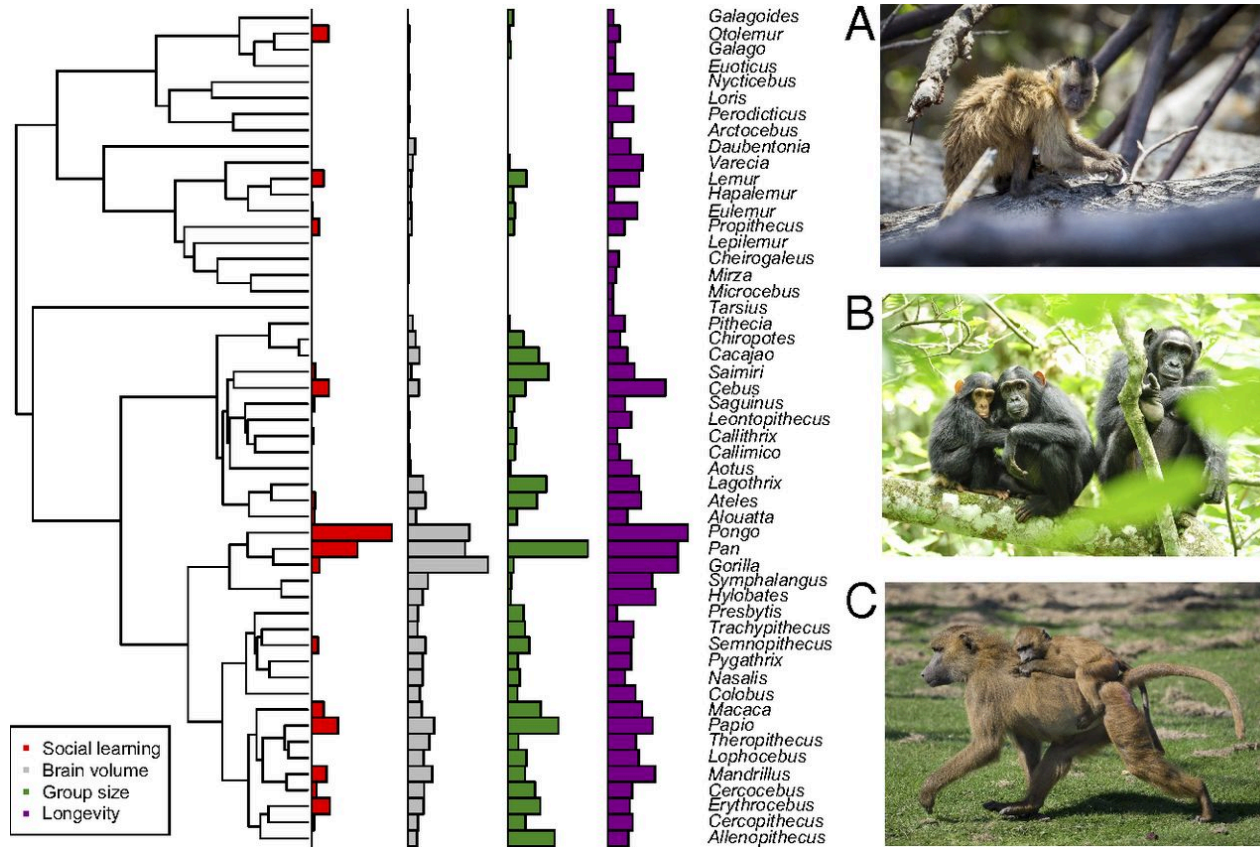 Galagoides
Otolemur
Galago
Euoticus
Nycticebus
Loris
Perodicticus
Arctocebus
Daubentonia
Varecia
Lemur
Hapalemur
Eulemur
Propithecus
Lepilemur
Cheirogaleus
Mirza
Microcebus
Tarsius
Pithecia
Chiropotes
Cacajao
Saimiri
Cebus
Saguinus
Leontopithecus
Callithrix
Callimico
Aotus
Lagothrix
Ateles
Alouatta
Pongo
Pan
Gorilla
Symphalangus
Hylobates
Presbytis
Trachypithecus
Semnopithecus
Pygathrix
Nasalis
Colobus
Macaca
Papio
Theropithecus
Lophocebus
Mandrillus
Cercocebus
Erythrocebus
Cercopithecus
Allenopithecus
Social learning
Brain volume
Group size
Longevity
A
B
C